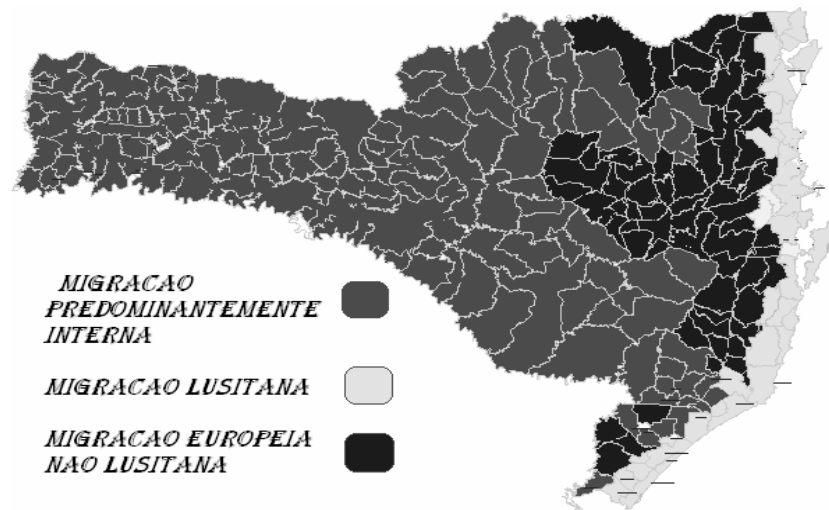 MIGRACAO
PREDOMINANTEMENTE
INTERNA
MIGRACAO LUSITANA
MIGRACAO EUROPEIA
NAO LUSITANA